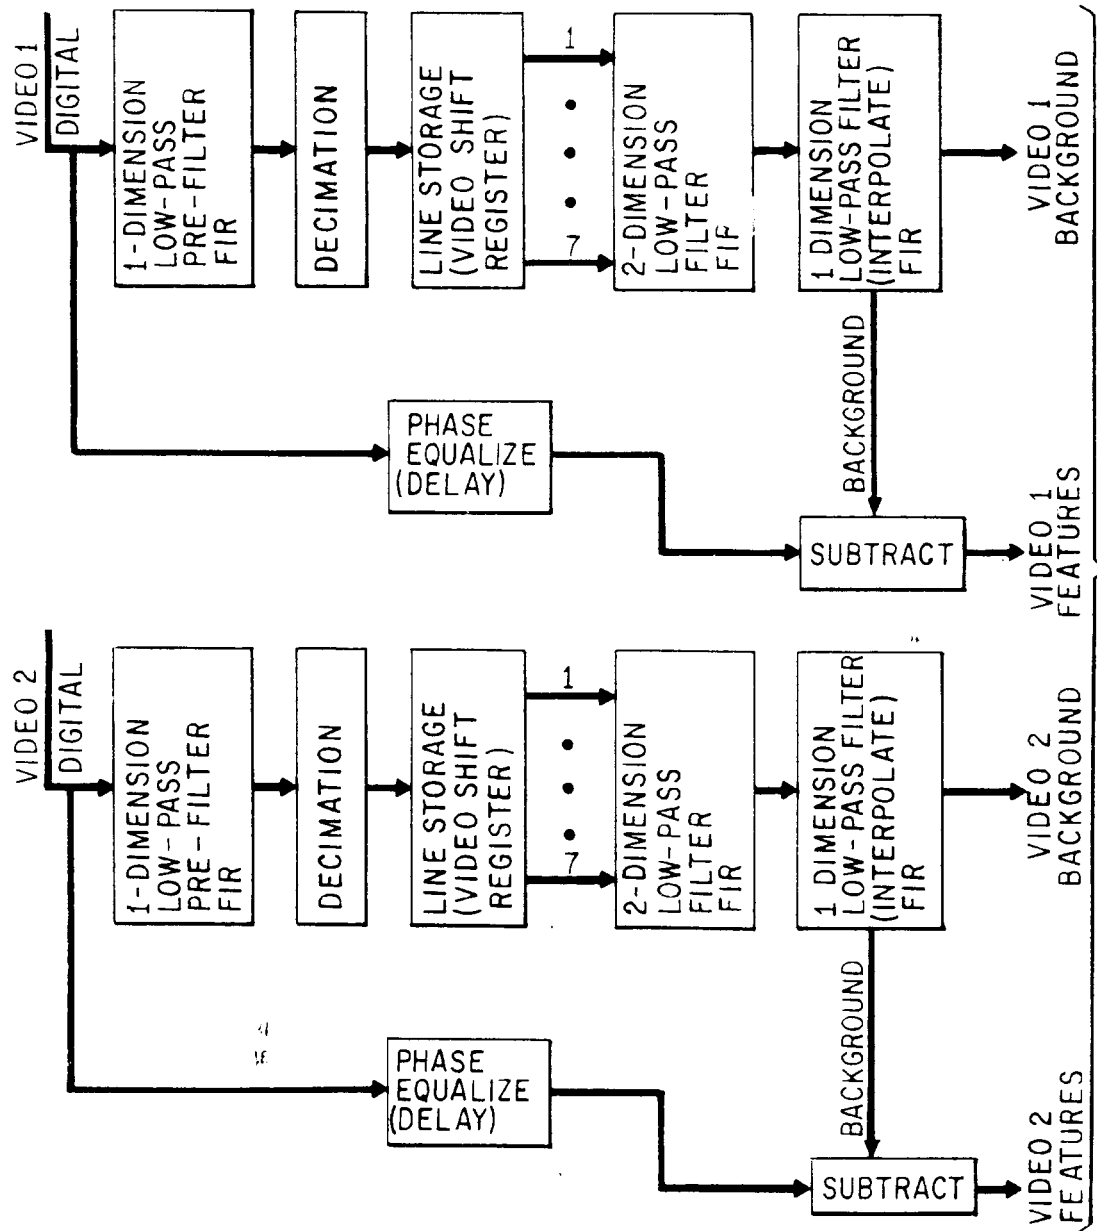 VIDEO 1
DIGITAL
1-DIMENSION
LOW-PASS
PRE-FILTER
FIR
DECIMATION
LINE STORAGE
(VIDEO SHIFT
REGISTER)
1
7
2-DIMENSION
LOW-PASS
FILTER
FIF
1 DIMENSION
LOW-PASS FILTER
(INTERPOLATE)
FIR
VIDEO 1
BACKGROUND
PHASE
EQUALIZE
(DELAY)
BACKGROUND
SUBTRACT
VIDEO 1
FEATURES
VIDEO 2
DIGITAL
1-DIMENSION
LOW-PASS
PRE-FILTER
FIR
DECIMATION
LINE STORAGE
(VIDEO SHIFT
REGISTER)
1
7
2-DIMENSION
LOW-PASS
FILTER
FIR
1 DIMENSION
LOW-PASS FILTER
(INTERPOLATE)
FIR
VIDEO 2
BACKGROUND
PHASE
EQUALIZE
(DELAY)
BACKGROUND
SUBTRACT
VIDEO 2
FEATURES